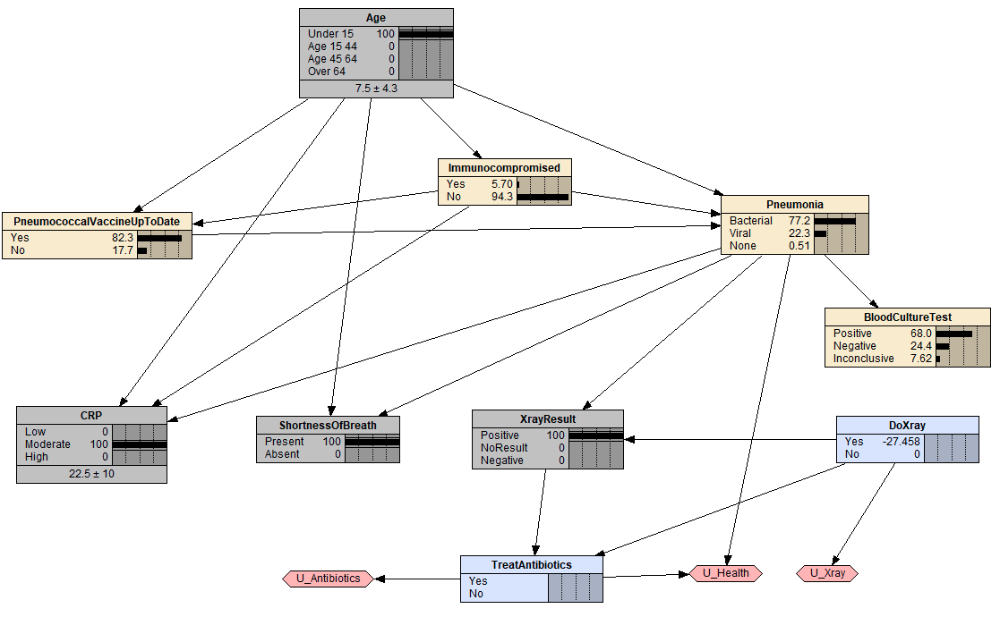 Age
Under 15 100
Age 15 44 0
Age 45 64 0
Over 64 0
7.5 ± 4.3
Immunocompromised
Yes 5.70
No 94.3
PneumococcalVaccineUpToDate
Yes 82.3
No 17.7
Pneumonia
Bacterial 77.2
Viral 22.3
None 0.51
BloodCultureTest
Positive 68.0
Negative 24.4
Inconclusive 7.62
CRP
Low 0
Moderate 100
High 0
22.5 ± 10
ShortnessOfBreath
Present 100
Absent 0
XrayResult
Positive 100
NoResult 0
Negative 0
DoXray
Yes -27.458
No 0
U_Antibiotics
TreatAntibiotics
Yes
No
U_Health
U_Xray